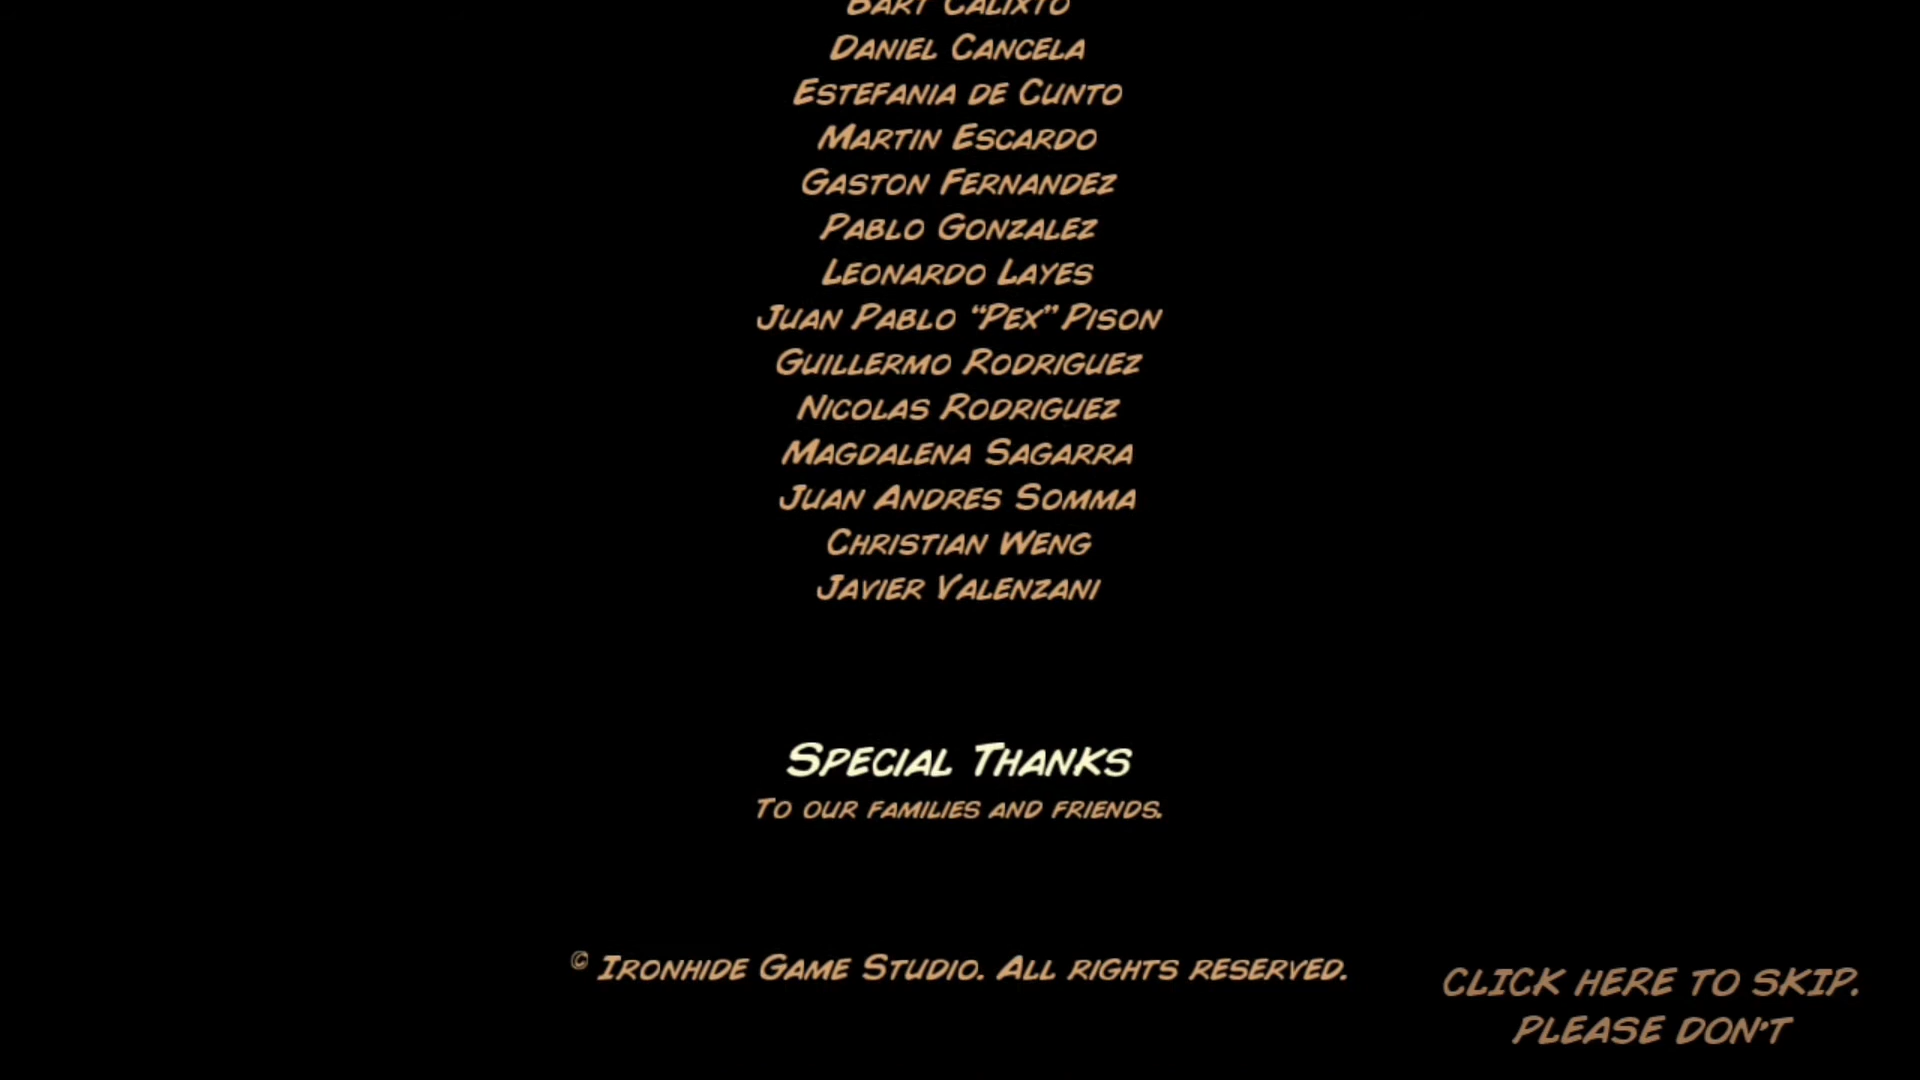 Bart Calixto
Daniel Cancela
Estefania de Cunto
Martin Escardo
Gaston Fernandez
Pablo Gonzalez
Leonardo Layes
Juan Pablo “Pex” Pison
Guillermo Rodriguez
Nicolas Rodriguez
Magdalena Sagarra
Juan Andres Somma
Christian Weng
Javier Valenzani
Special Thanks
To our families and friends.
© Ironhide Game Studio. All rights reserved.
CLICK HERE TO SKIP.
PLEASE DON’T